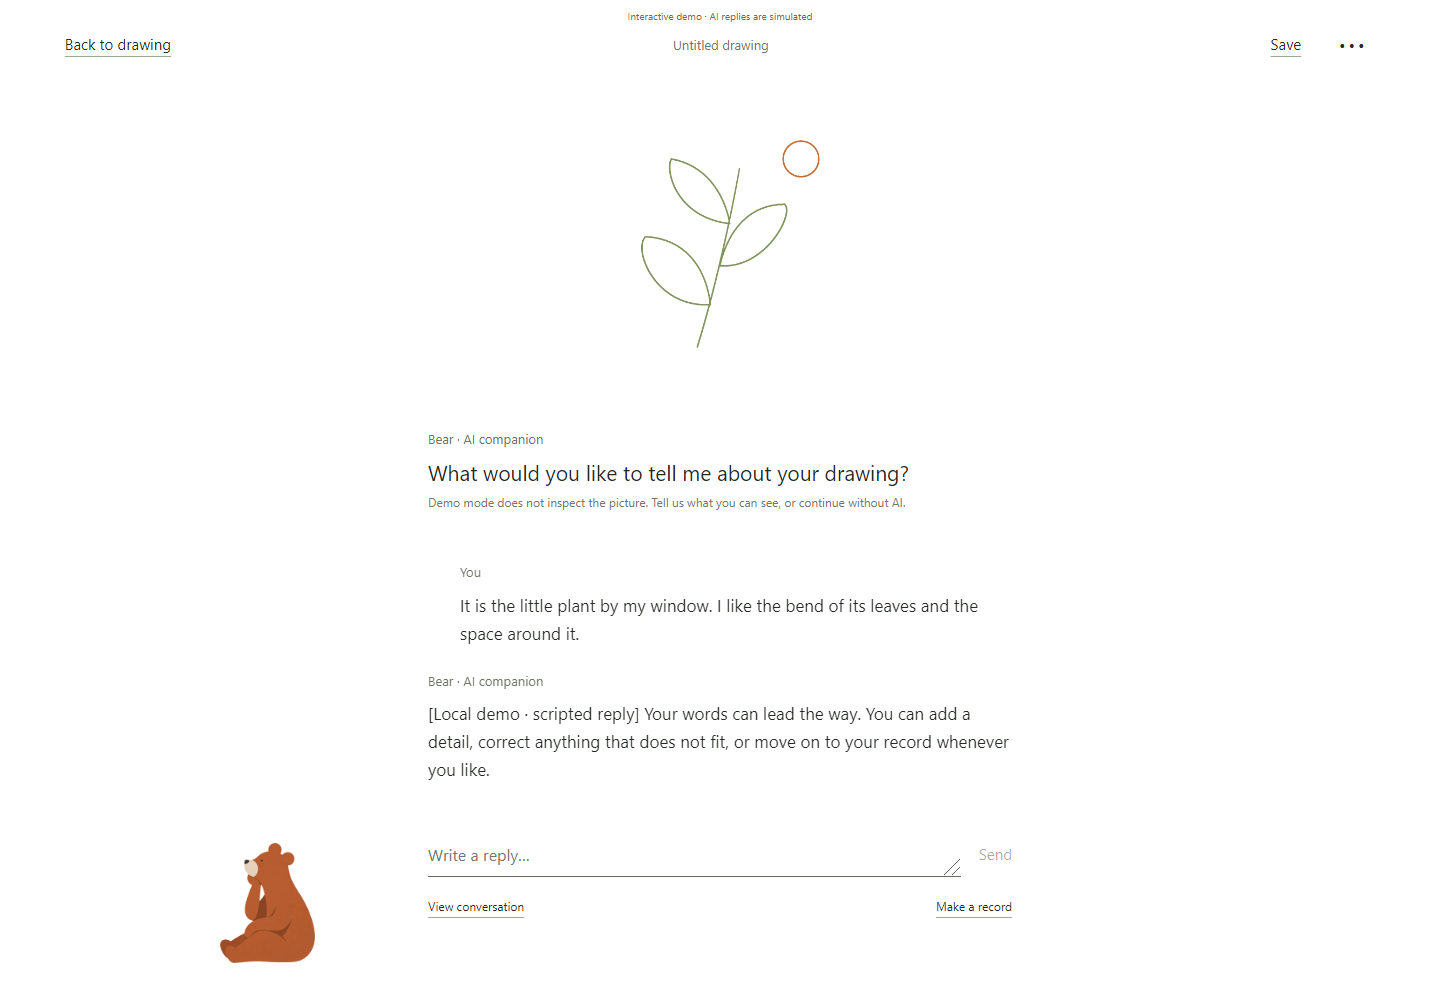 Interactive demo · AI replies are simulated
Back to drawing
Untitled drawing
Save
Bear · AI companion
What would you like to tell me about your drawing?
Demo mode does not inspect the picture. Tell us what you can see, or continue without AI.
You
It is the little plant by my window. I like the bend of its leaves and the
space around it.
Bear · AI companion
[Local demo · scripted reply] Your words can lead the way. You can add a
detail, correct anything that does not fit, or move on to your record whenever
you like.
Write a reply...
Send
View conversation
Make a record